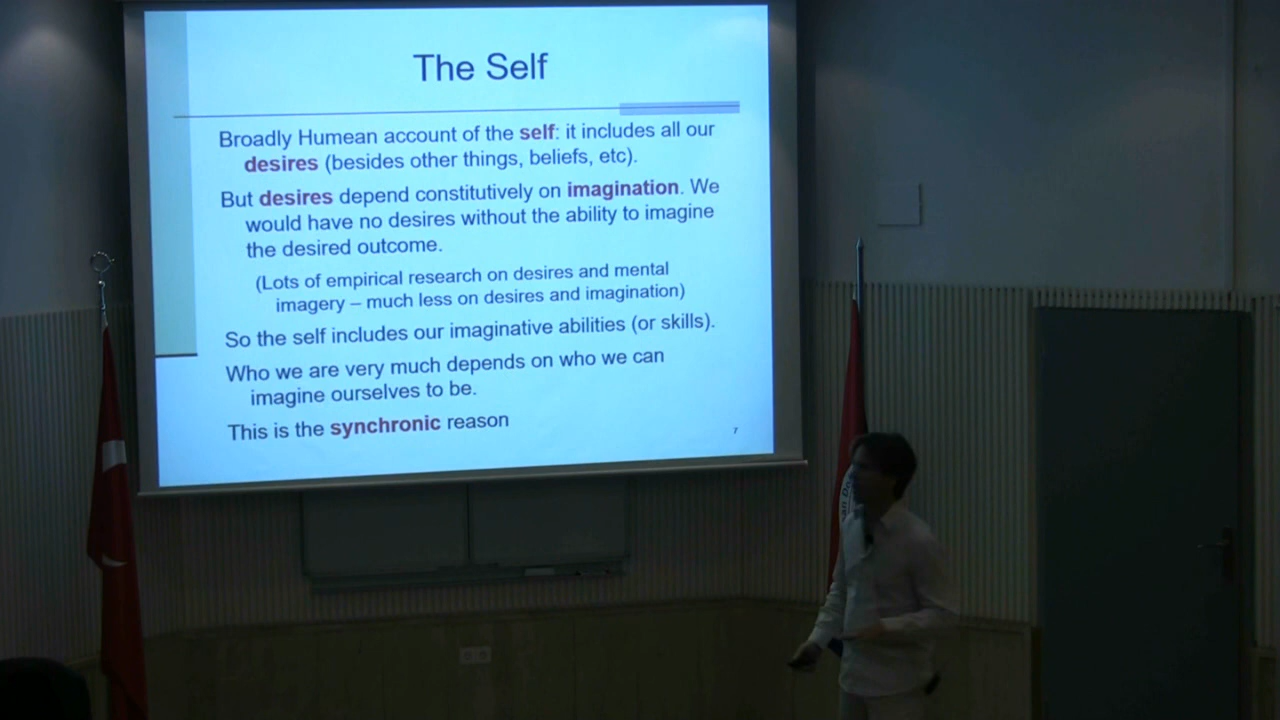 The Self
Broadly Humean account of the self: it includes all our
desires (besides other things, beliefs, etc).
But desires depend constitutively on imagination. We
would have no desires without the ability to imagine
the desired outcome.
(Lots of empirical research on desires and mental
imagery – much less on desires and imagination)
So the self includes our imaginative abilities (or skills).
Who we are very much depends on who we can
imagine ourselves to be.
This is the synchronic reason
7